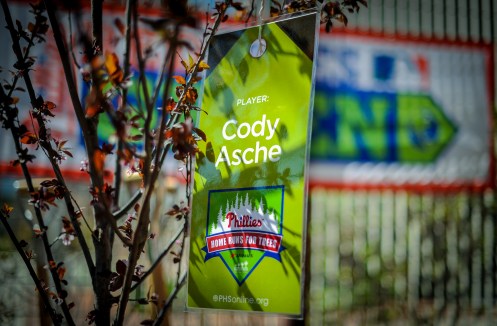 PLAYER:
Cody
Asche
Phillies
HOME RUNS FOR TREES
@PHSonline.org